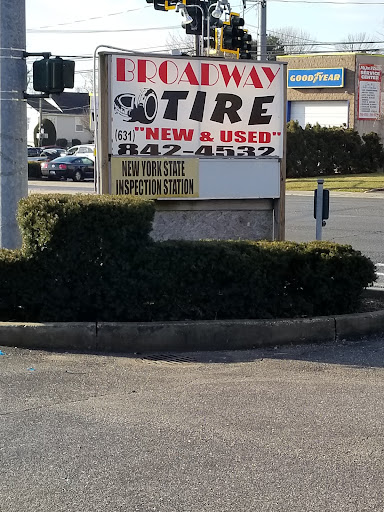 BROADWAY
TIRE
(631) "NEW & USED"
842-4532
NEW YORK STATE
INSPECTION STATION
GOODYEAR